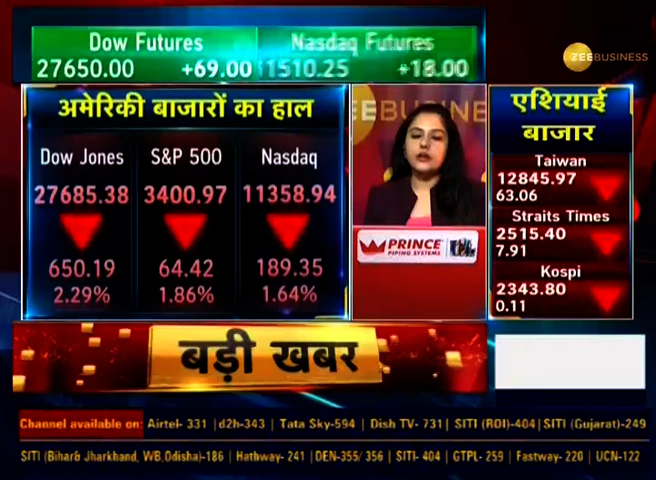 Dow Futures
27650.00 +69.00
Nasdaq Futures
11510.25 +18.00
ZEEBUSINESS
अमेरिकी बाजारों का हाल
Dow Jones S&P 500 Nasdaq
27685.38 3400.97 11358.94
650.19 64.42 189.35
2.29% 1.86% 1.64%
EEBUSINE
PRINCE
PIPING SYSTEMS
एशियाई
बाजार
Taiwan
12845.97
63.06
Straits Times
2515.40
7.91
Kospi
2343.80
0.11
बड़ी खबर
Channel available on: Airtel- 331 | d2h-343 | Tata Sky-594 | Dish TV- 731 | SITI (ROI)-404 | SITI (Gujarat)-249
SITI (Bihar& Jharkhand, WB,Odisha)-186 | Hathway- 241 |DEN-355/ 356 | SITI- 404 | GTPL- 259 | Fastway- 220 | UCN-122